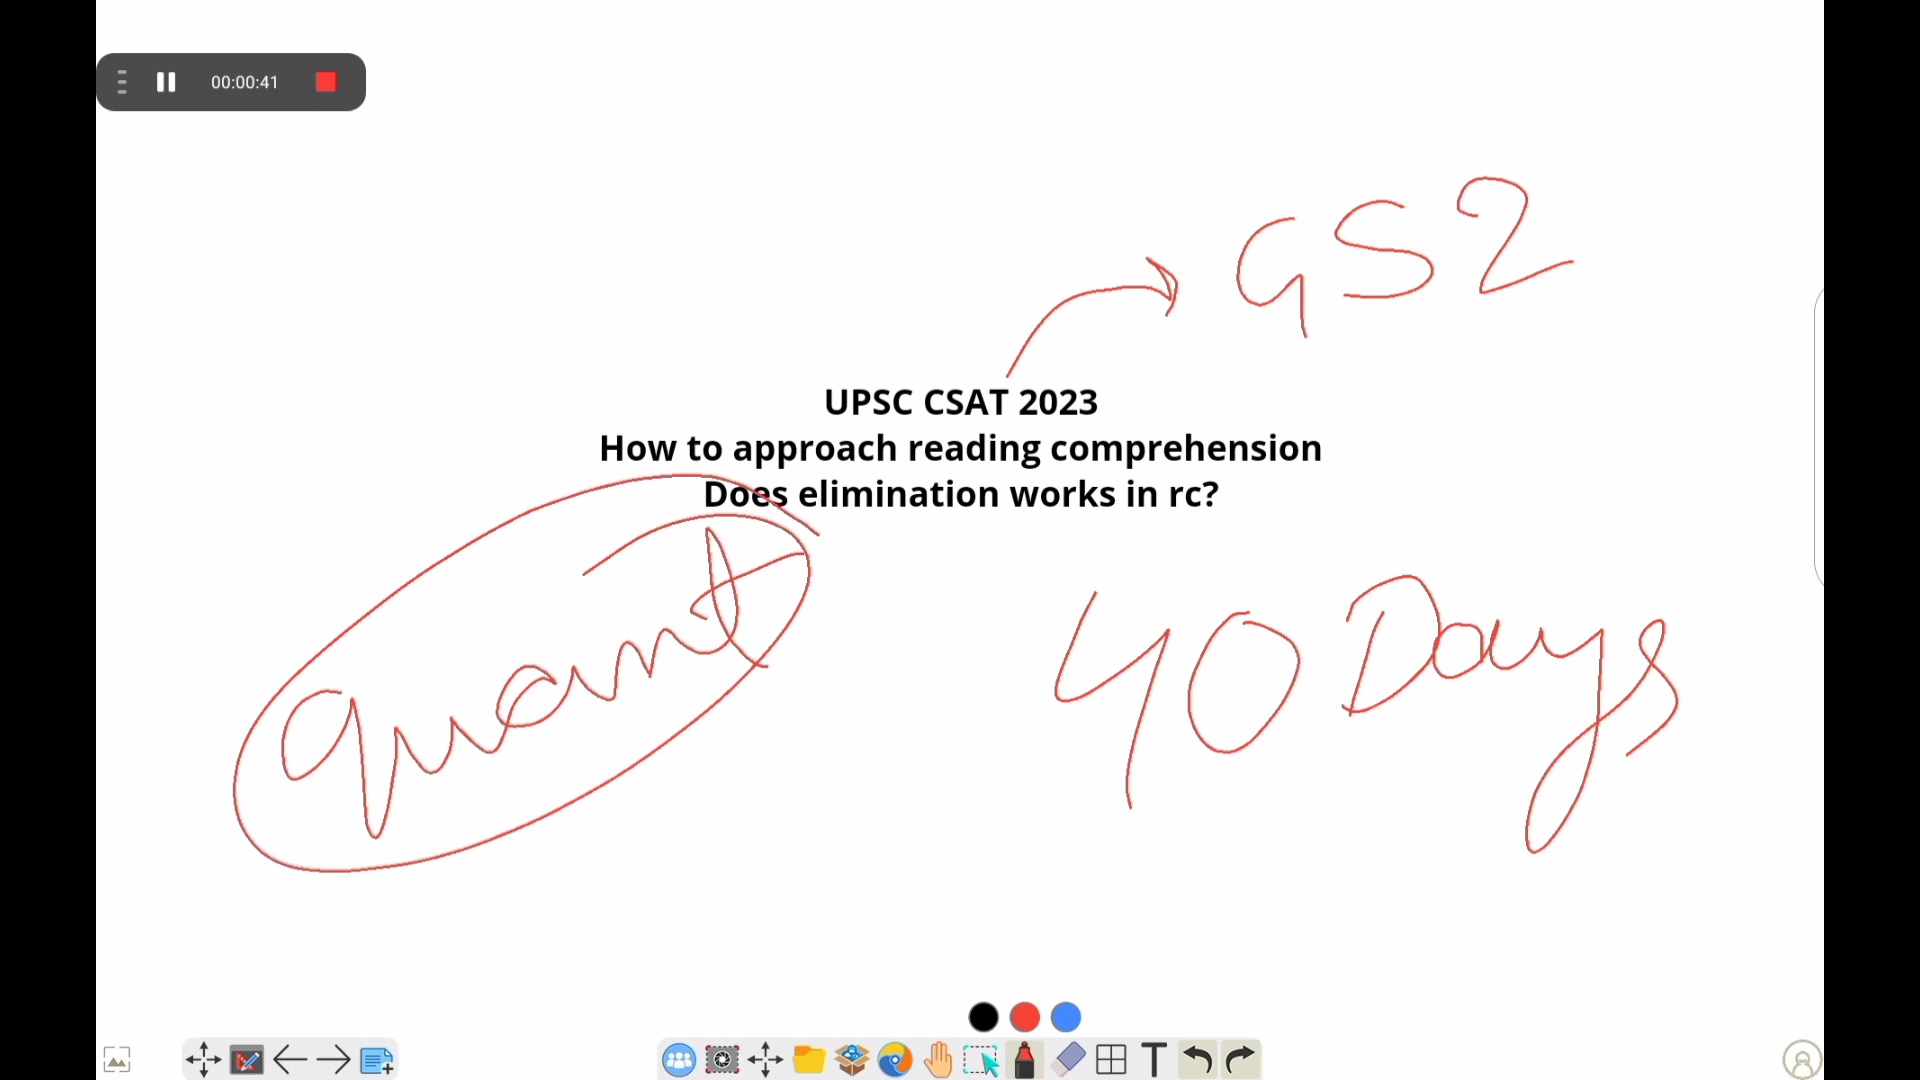 00:00:41
GS2
UPSC CSAT 2023
How to approach reading comprehension
Does elimination works in rc?
quant
40 Days